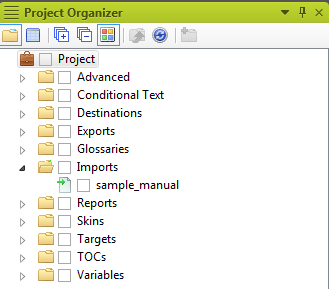 Project Organizer
Project
Advanced
Conditional Text
Destinations
Exports
Glossaries
Imports
sample_manual
Reports
Skins
Targets
TOCs
Variables